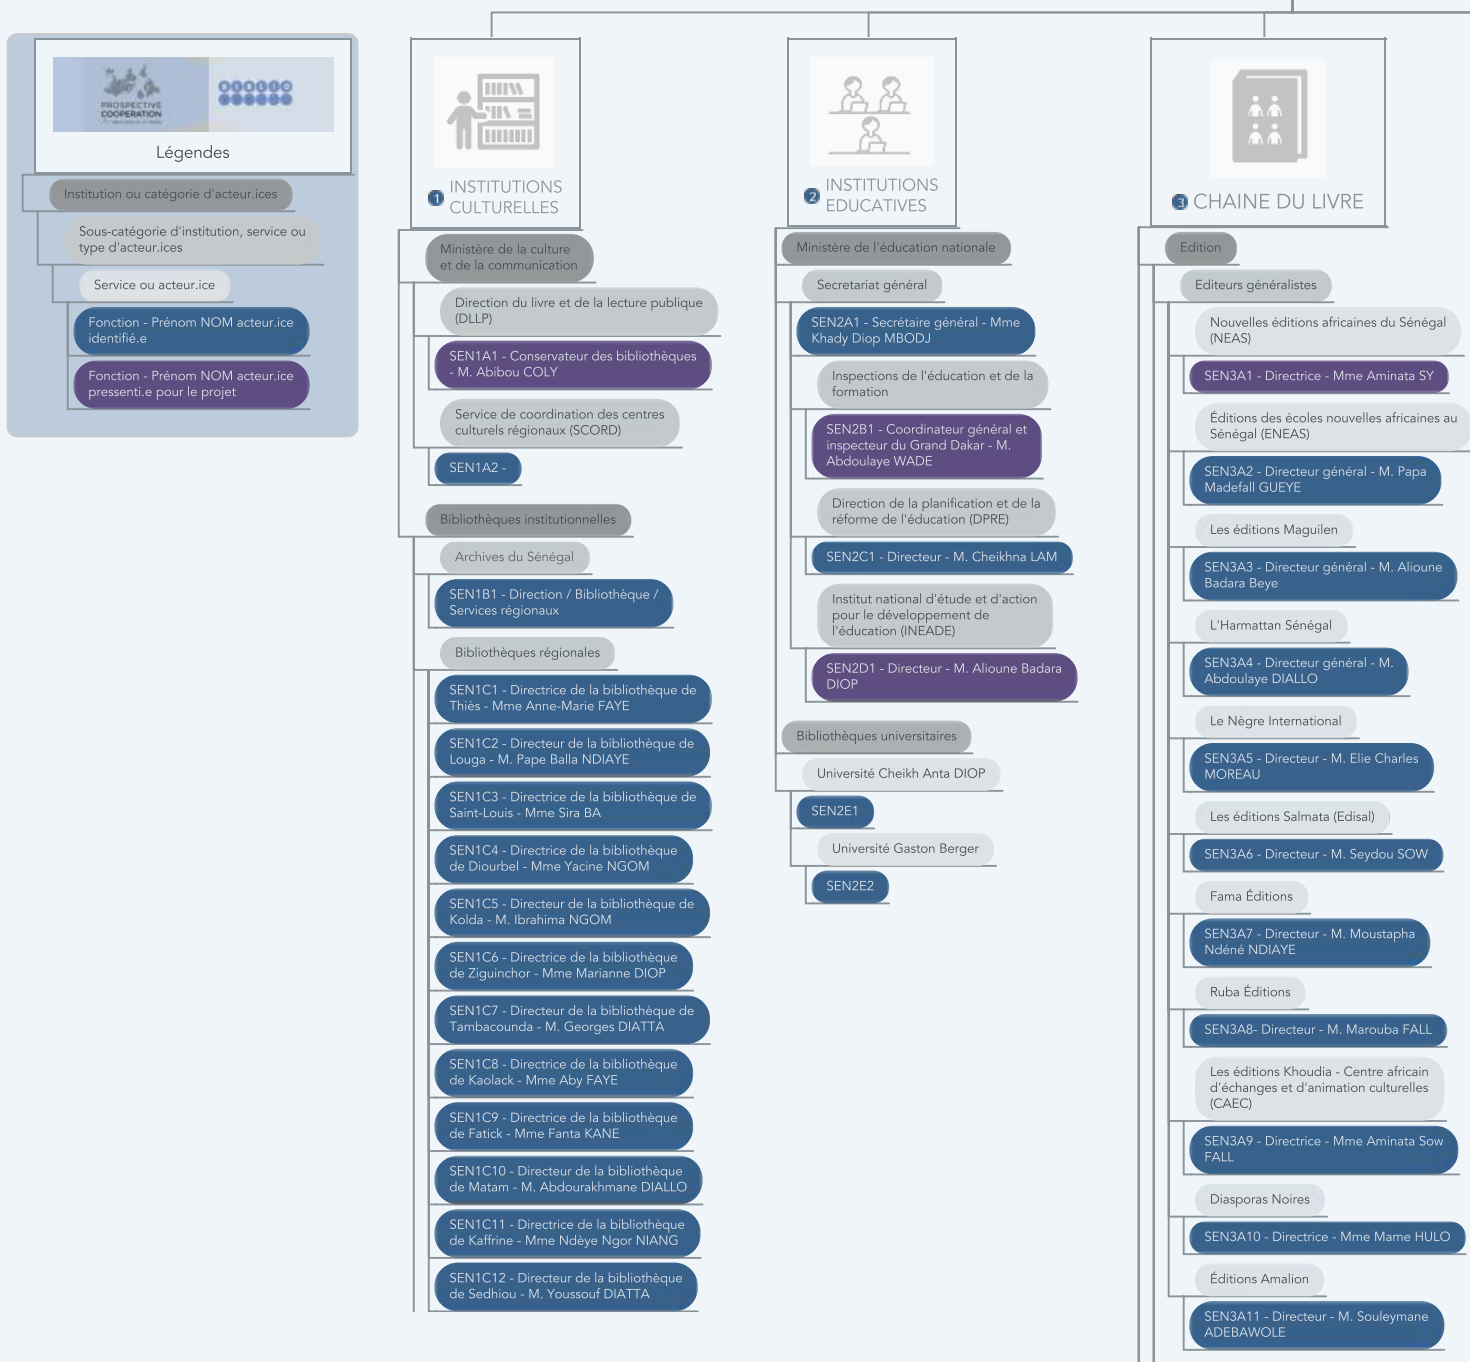 PROSPECTIVE
COOPERATION
BIBLIO
Légendes
Institution ou catégorie d'acteur.ices
Sous-catégorie d'institution, service ou
type d'acteur.ices
Service ou acteur.ice
Fonction - Prénom NOM acteur.ice
identifié.e
Fonction - Prénom NOM acteur.ice
pressenti.e pour le projet
1 INSTITUTIONS
CULTURELLES
Ministère de la culture
et de la communication
Direction du livre et de la lecture publique
(DLLP)
SEN1A1 - Conservateur des bibliothèques
- M. Abibou COLY
Service de coordination des centres
culturels régionaux (SCORD)
SEN1A2 -
Bibliothèques institutionnelles
Archives du Sénégal
SEN1B1 - Direction / Bibliothèque /
Services régionaux
Bibliothèques régionales
SEN1C1 - Directrice de la bibliothèque de
Thiès - Mme Anne-Marie FAYE
SEN1C2 - Directeur de la bibliothèque de
Louga - M. Pape Balla NDIAYE
SEN1C3 - Directrice de la bibliothèque de
Saint-Louis - Mme Sira BA
SEN1C4 - Directrice de la bibliothèque
de Diourbel - Mme Yacine NGOM
SEN1C5 - Directeur de la bibliothèque de
Kolda - M. Ibrahima NGOM
SEN1C6 - Directrice de la bibliothèque
de Ziguinchor - Mme Marianne DIOP
SEN1C7 - Directeur de la bibliothèque de
Tambacounda - M. Georges DIATTA
SEN1C8 - Directrice de la bibliothèque
de Kaolack - Mme Aby FAYE
SEN1C9 - Directrice de la bibliothèque
de Fatick - Mme Fanta KANE
SEN1C10 - Directeur de la bibliothèque
de Matam - M. Abdourakhmane DIALLO
SEN1C11 - Directrice de la bibliothèque
de Kaffrine - Mme Ndèye Ngor NIANG
SEN1C12 - Directeur de la bibliothèque
de Sedhiou - M. Youssouf DIATTA
2 INSTITUTIONS
EDUCATIVES
Ministère de l'éducation nationale
Secretariat général
SEN2A1 - Secrétaire général - Mme
Khady Diop MBODJ
Inspections de l'éducation et de la
formation
SEN2B1 - Coordinateur général et
inspecteur du Grand Dakar - M.
Abdoulaye WADE
Direction de la planification et de la
réforme de l'éducation (DPRE)
SEN2C1 - Directeur - M. Cheikhna LAM
Institut national d'étude et d'action
pour le développement de
l'éducation (INEADE)
SEN2D1 - Directeur - M. Alioune Badara
DIOP
Bibliothèques universitaires
Université Cheikh Anta DIOP
SEN2E1
Université Gaston Berger
SEN2E2
3 CHAINE DU LIVRE
Edition
Editeurs généralistes
Nouvelles éditions africaines du Sénégal
(NEAS)
SEN3A1 - Directrice - Mme Aminata SY
Éditions des écoles nouvelles africaines au
Sénégal (ENEAS)
SEN3A2 - Directeur général - M. Papa
Madefall GUEYE
Les éditions Maguilen
SEN3A3 - Directeur général - M. Alioune
Badara Beye
L'Harmattan Sénégal
SEN3A4 - Directeur général - M.
Abdoulaye DIALLO
Le Nègre International
SEN3A5 - Directeur - M. Elie Charles
MOREAU
Les éditions Salmata (Edisal)
SEN3A6 - Directeur - M. Seydou SOW
Fama Éditions
SEN3A7 - Directeur - M. Moustapha
Ndéné NDIAYE
Ruba Éditions
SEN3A8- Directeur - M. Marouba FALL
Les éditions Khoudia - Centre africain
d'échanges et d'animation culturelles
(CAEC)
SEN3A9 - Directrice - Mme Aminata Sow
FALL
Diasporas Noires
SEN3A10 - Directrice - Mme Mame HULO
Éditions Amalion
SEN3A11 - Directeur - M. Souleymane
ADEBAWOLE